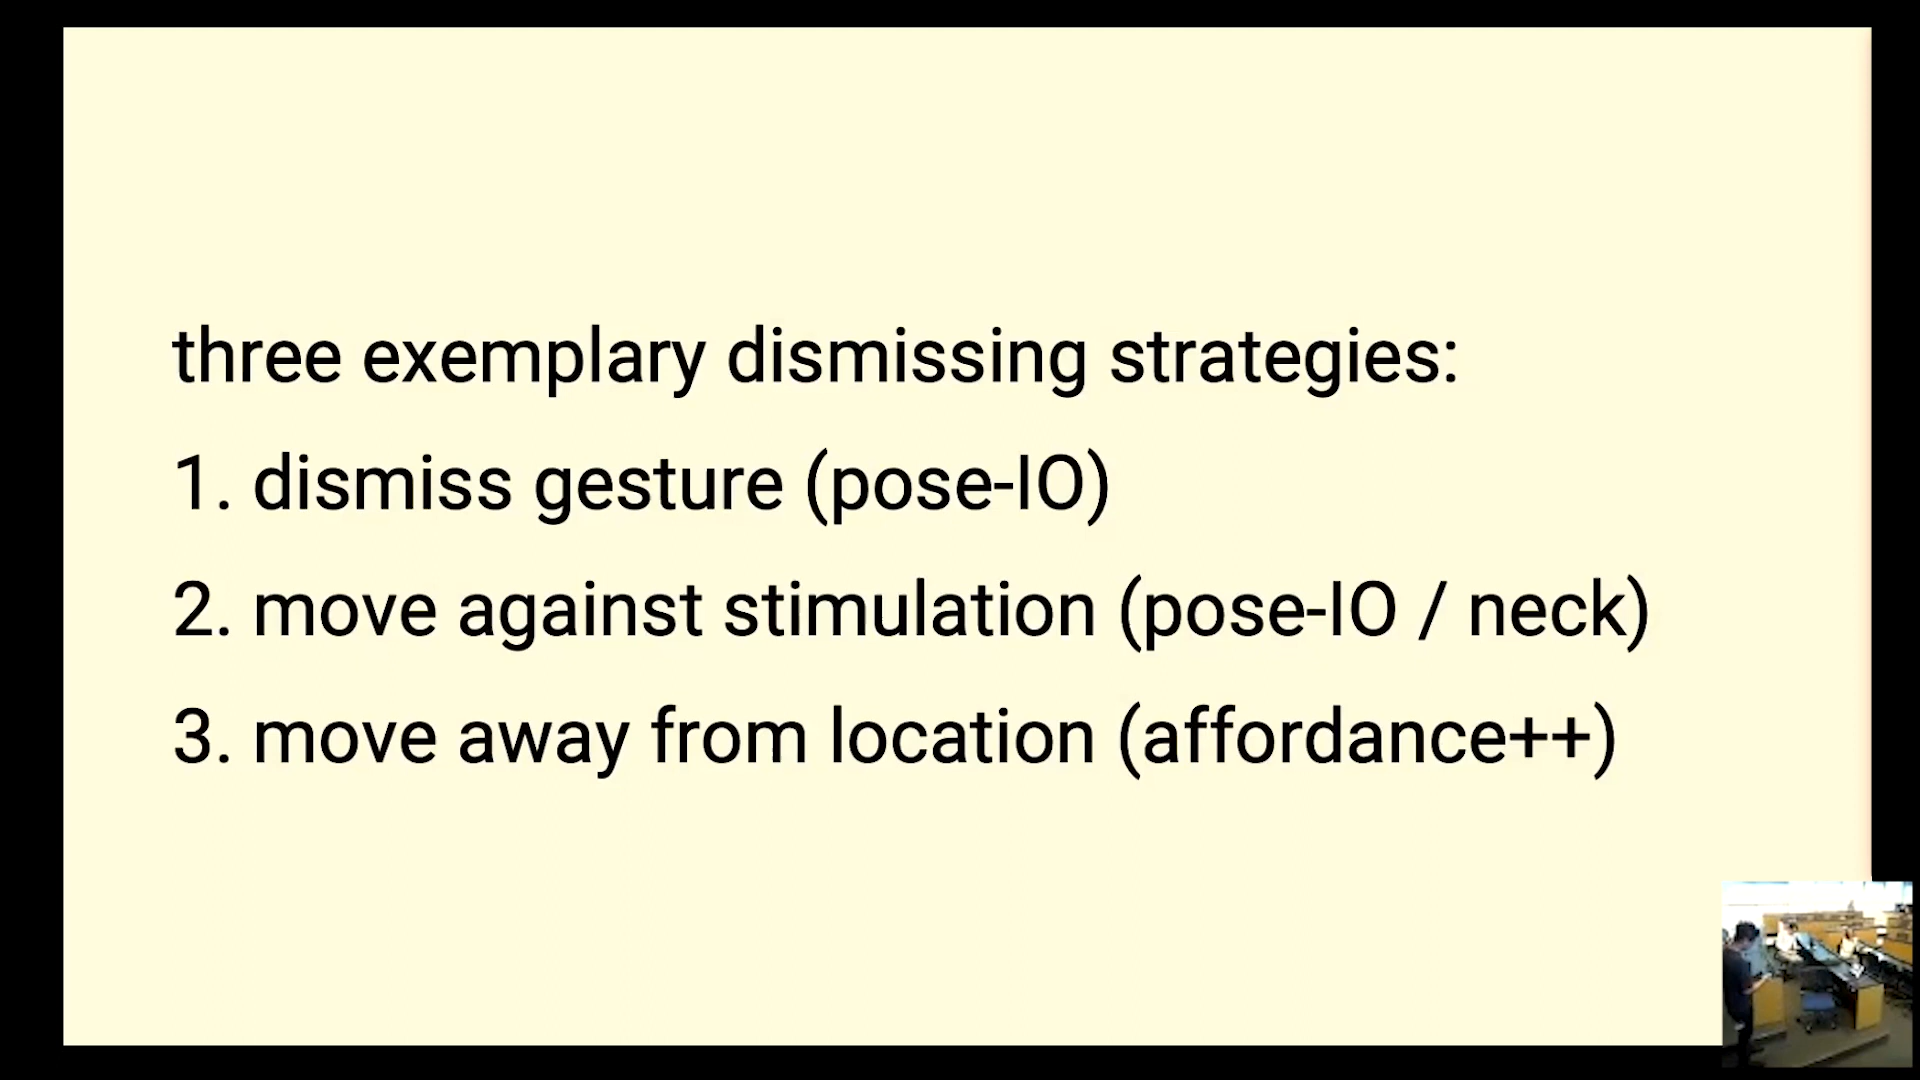 three exemplary dismissing strategies:
1. dismiss gesture (pose-IO)
2. move against stimulation (pose-IO / neck)
3. move away from location (affordance++)